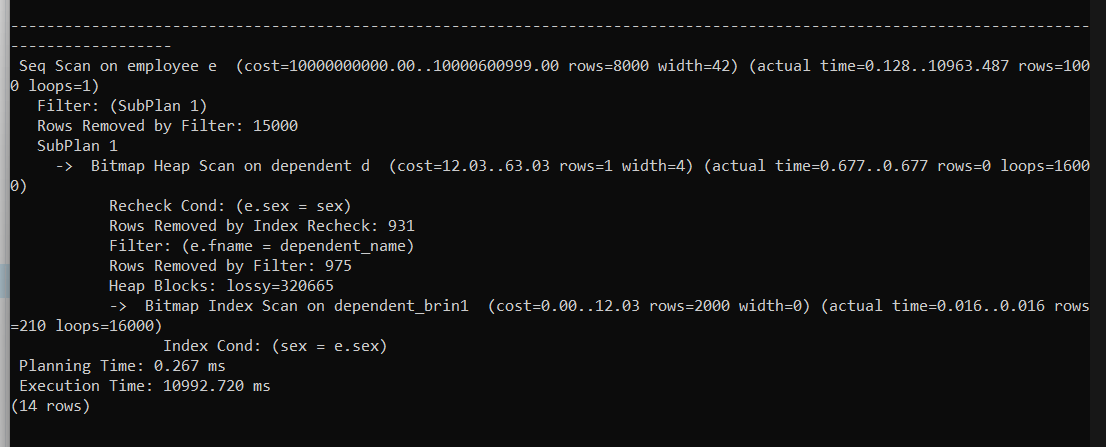 ------------------------------------------------------------------------------------------------------------------------
------------------
 Seq Scan on employee e  (cost=10000000000.00..10000600999.00 rows=8000 width=42) (actual time=0.128..10963.487 rows=100
0 loops=1)
   Filter: (SubPlan 1)
   Rows Removed by Filter: 15000
   SubPlan 1
     ->  Bitmap Heap Scan on dependent d  (cost=12.03..63.03 rows=1 width=4) (actual time=0.677..0.677 rows=0 loops=1600
0)
           Recheck Cond: (e.sex = sex)
           Rows Removed by Index Recheck: 931
           Filter: (e.fname = dependent_name)
           Rows Removed by Filter: 975
           Heap Blocks: lossy=320665
           ->  Bitmap Index Scan on dependent_brin1  (cost=0.00..12.03 rows=2000 width=0) (actual time=0.016..0.016 rows
=210 loops=16000)
                 Index Cond: (sex = e.sex)
 Planning Time: 0.267 ms
 Execution Time: 10992.720 ms
(14 rows)